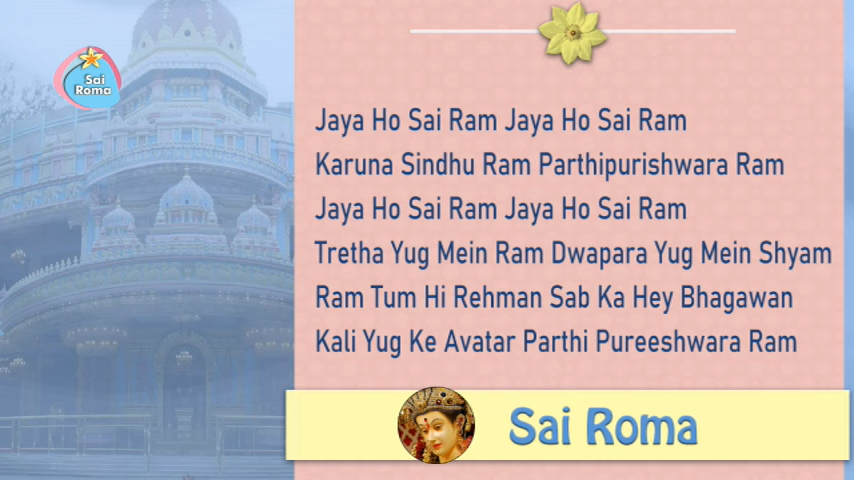 Sai
Roma
Jaya Ho Sai Ram Jaya Ho Sai Ram
Karuna Sindhu Ram Parthipurishwara Ram
Jaya Ho Sai Ram Jaya Ho Sai Ram
Tretha Yug Mein Ram Dwapara Yug Mein Shyam
Ram Tum Hi Rehman Sab Ka Hey Bhagawan
Kali Yug Ke Avatar Parthi Pureeshwara Ram
Sai Roma